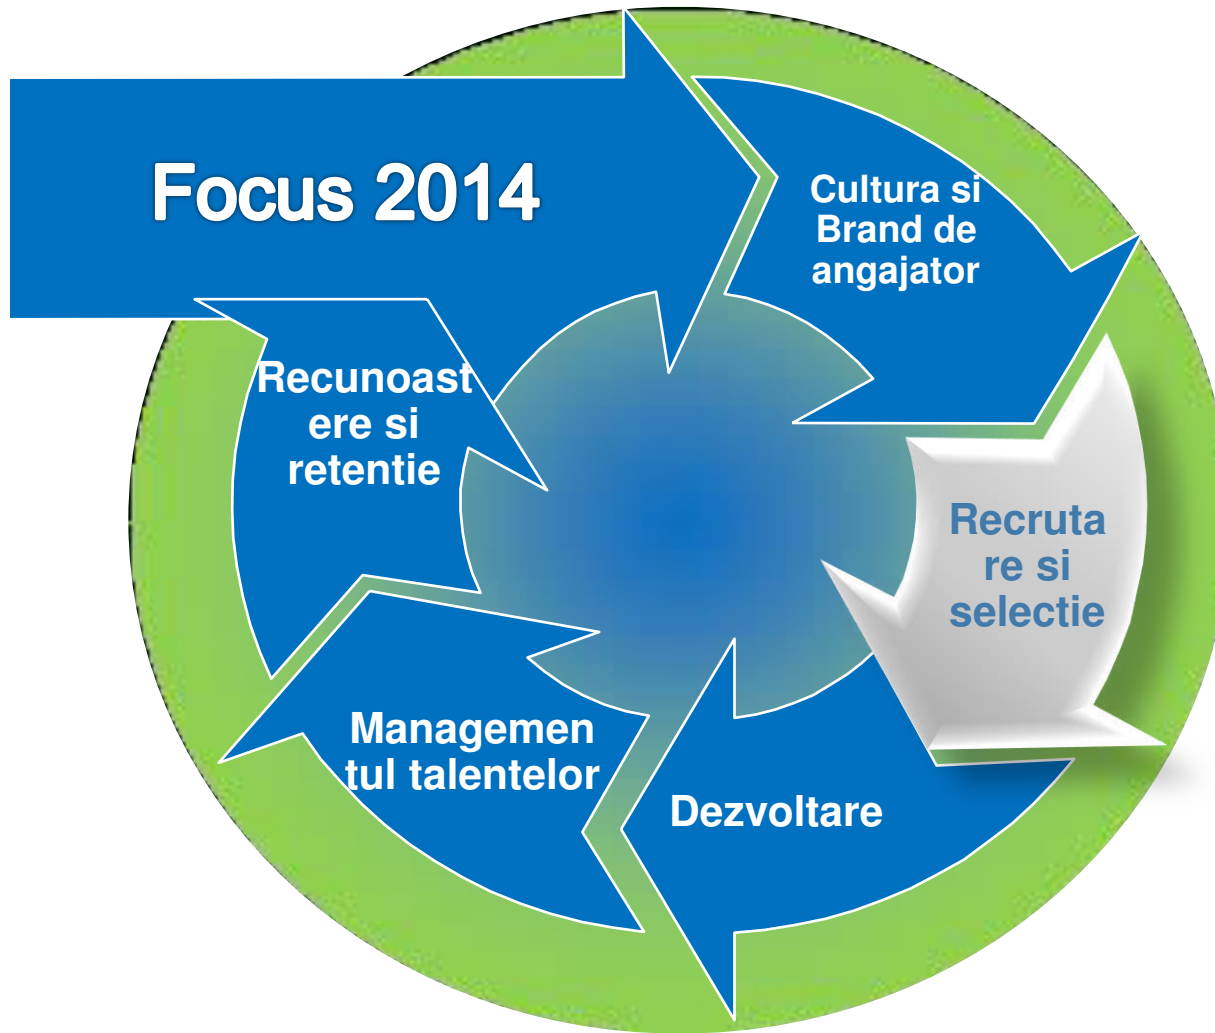 Focus 2014
Cultura si
Brand de
angajator
Recruta
re si
selectie
Dezvoltare
Managemen
tul talentelor
Recunoast
ere si
retentie